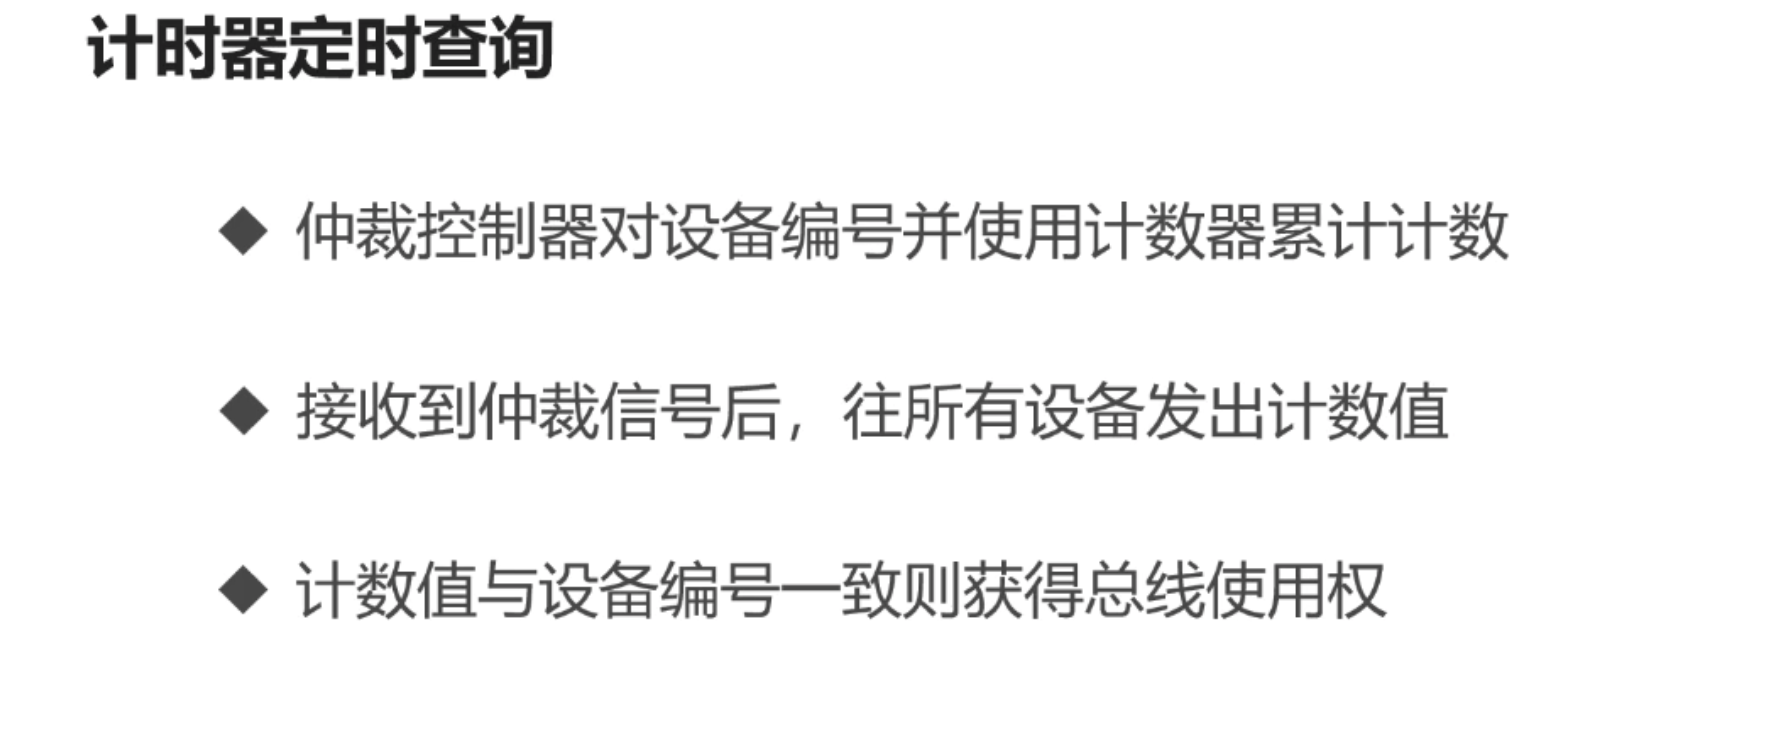 计时器定时查询
◆ 仲裁控制器对设备编号并使用计数器累计计数
◆ 接收到仲裁信号后，往所有设备发出计数值
◆ 计数值与设备编号一致则获得总线使用权